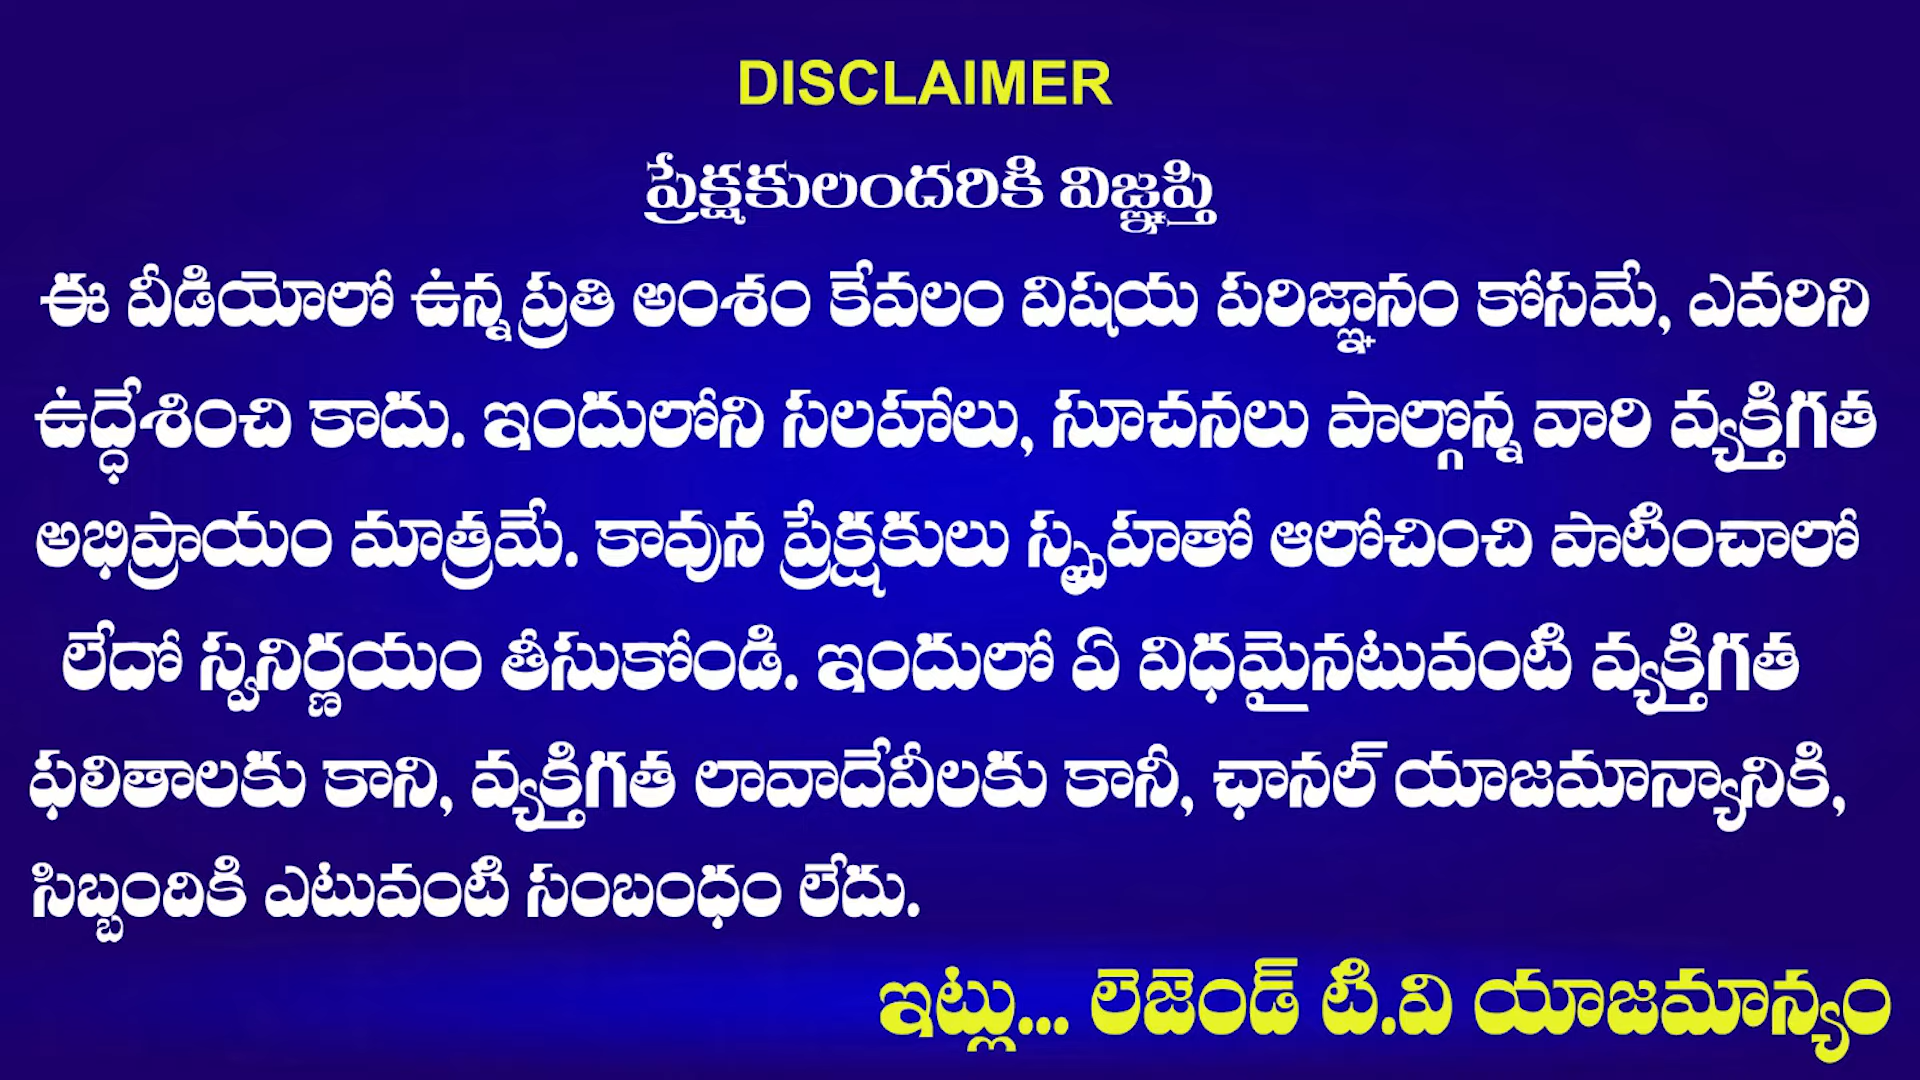 DISCLAIMER
ప్రేక్షకులందరికి విజ్ఞప్తి
ఈ వీడియోలో ఉన్న ప్రతి అంశం కేవలం విషయ పరిజ్ఞానం కోసమే, ఎవరిని
ఉద్ధేశించి కాదు. ఇందులోని సలహాలు, సూచనలు పాల్గొన్న వారి వ్యక్తిగత
అభిప్రాయం మాత్రమే. కావున ప్రేక్షకులు స్పృహతో ఆలోచించి పాటించాలో
లేదో స్వనిర్ణయం తీసుకోండి. ఇందులో ఏ విధమైనటువంటి వ్యక్తిగత
ఫలితాలకు కాని, వ్యక్తిగత లావాదేవీలకు కానీ, ఛానల్ యాజమాన్యానికి,
సిబ్బందికి ఎటువంటి సంబంధం లేదు.
ఇట్లు... లెజెండ్ టి.వి యాజమాన్యం